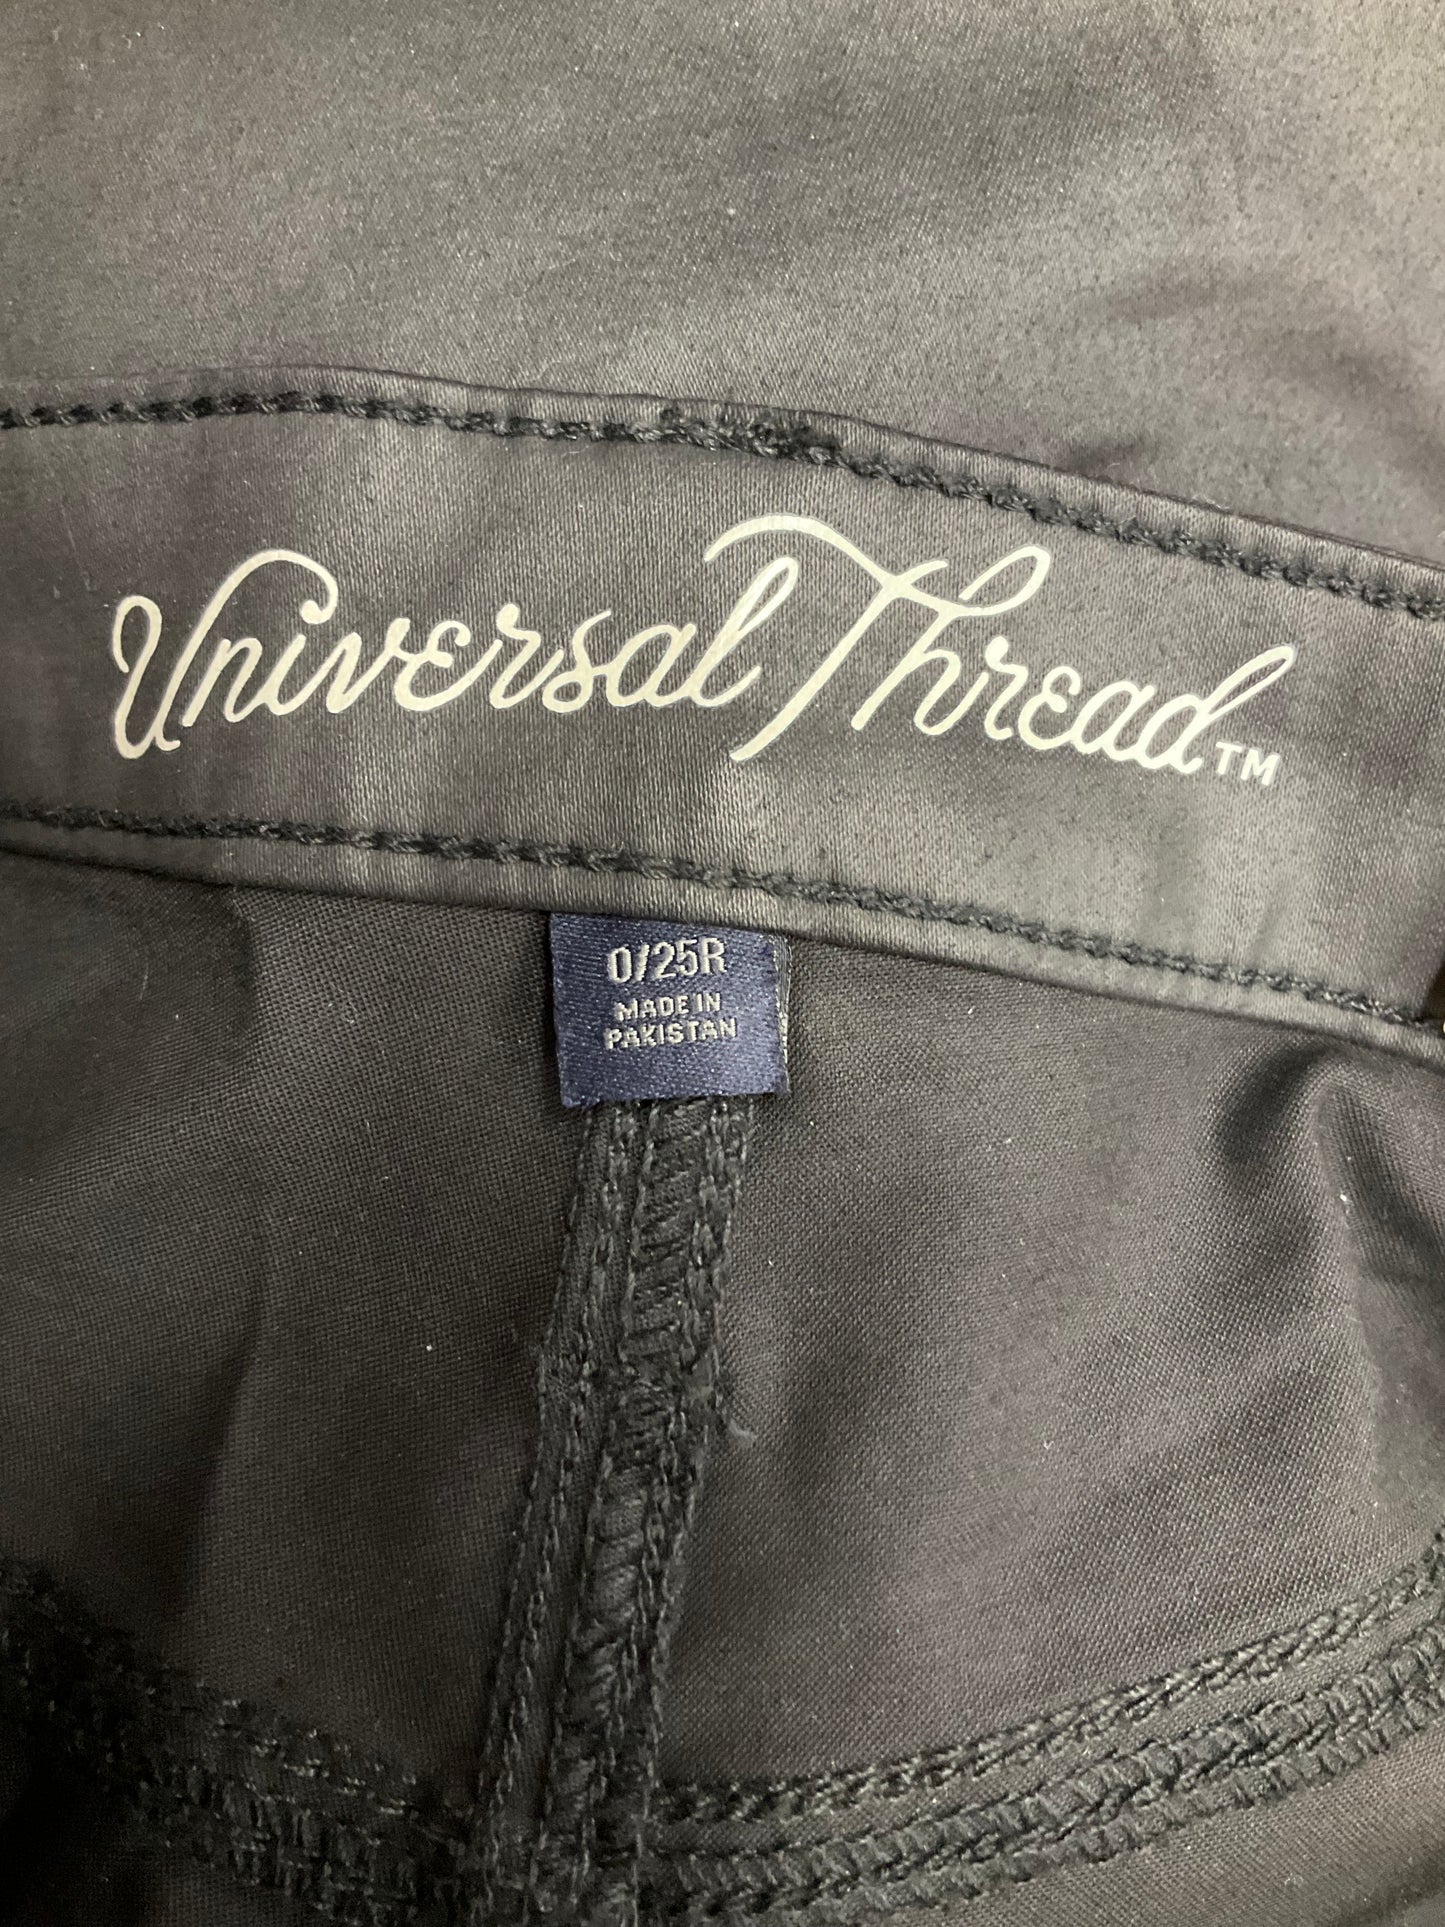 Universal Thread™
0/25R
MADE IN
PAKISTAN